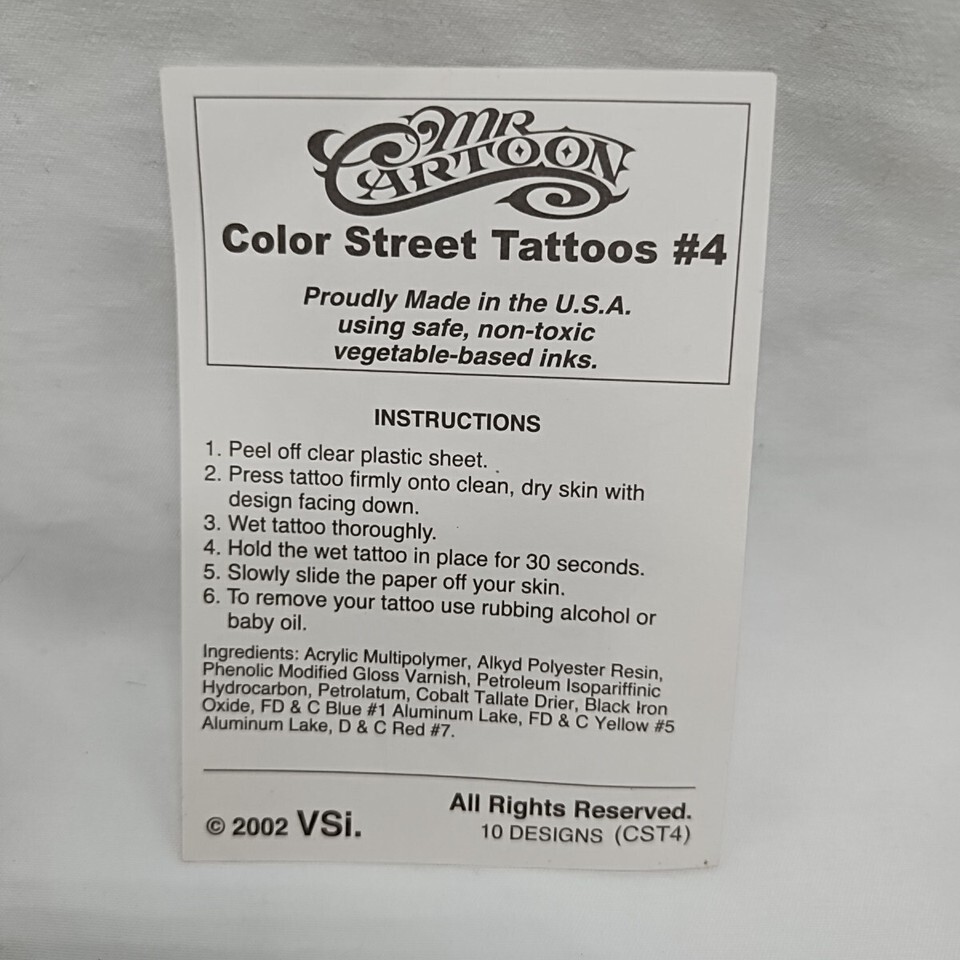 MR
CARTOON
Color Street Tattoos #4
Proudly Made in the U.S.A.
using safe, non-toxic
vegetable-based inks.
INSTRUCTIONS
1. Peel off clear plastic sheet.
2. Press tattoo firmly onto clean, dry skin with
design facing down.
3. Wet tattoo thoroughly.
4. Hold the wet tattoo in place for 30 seconds.
5. Slowly slide the paper off your skin.
6. To remove your tattoo use rubbing alcohol or
baby oil.
Ingredients: Acrylic Multipolymer, Alkyd Polyester Resin,
Phenolic Modified Gloss Varnish, Petroleum Isopariffinic
Hydrocarbon, Petrolatum, Cobalt Tallate Drier, Black Iron
Oxide, FD & C Blue #1 Aluminum Lake, FD & C Yellow #5
Aluminum Lake, D & C Red #7.
© 2002 VSi.
All Rights Reserved.
10 DESIGNS (CST4)